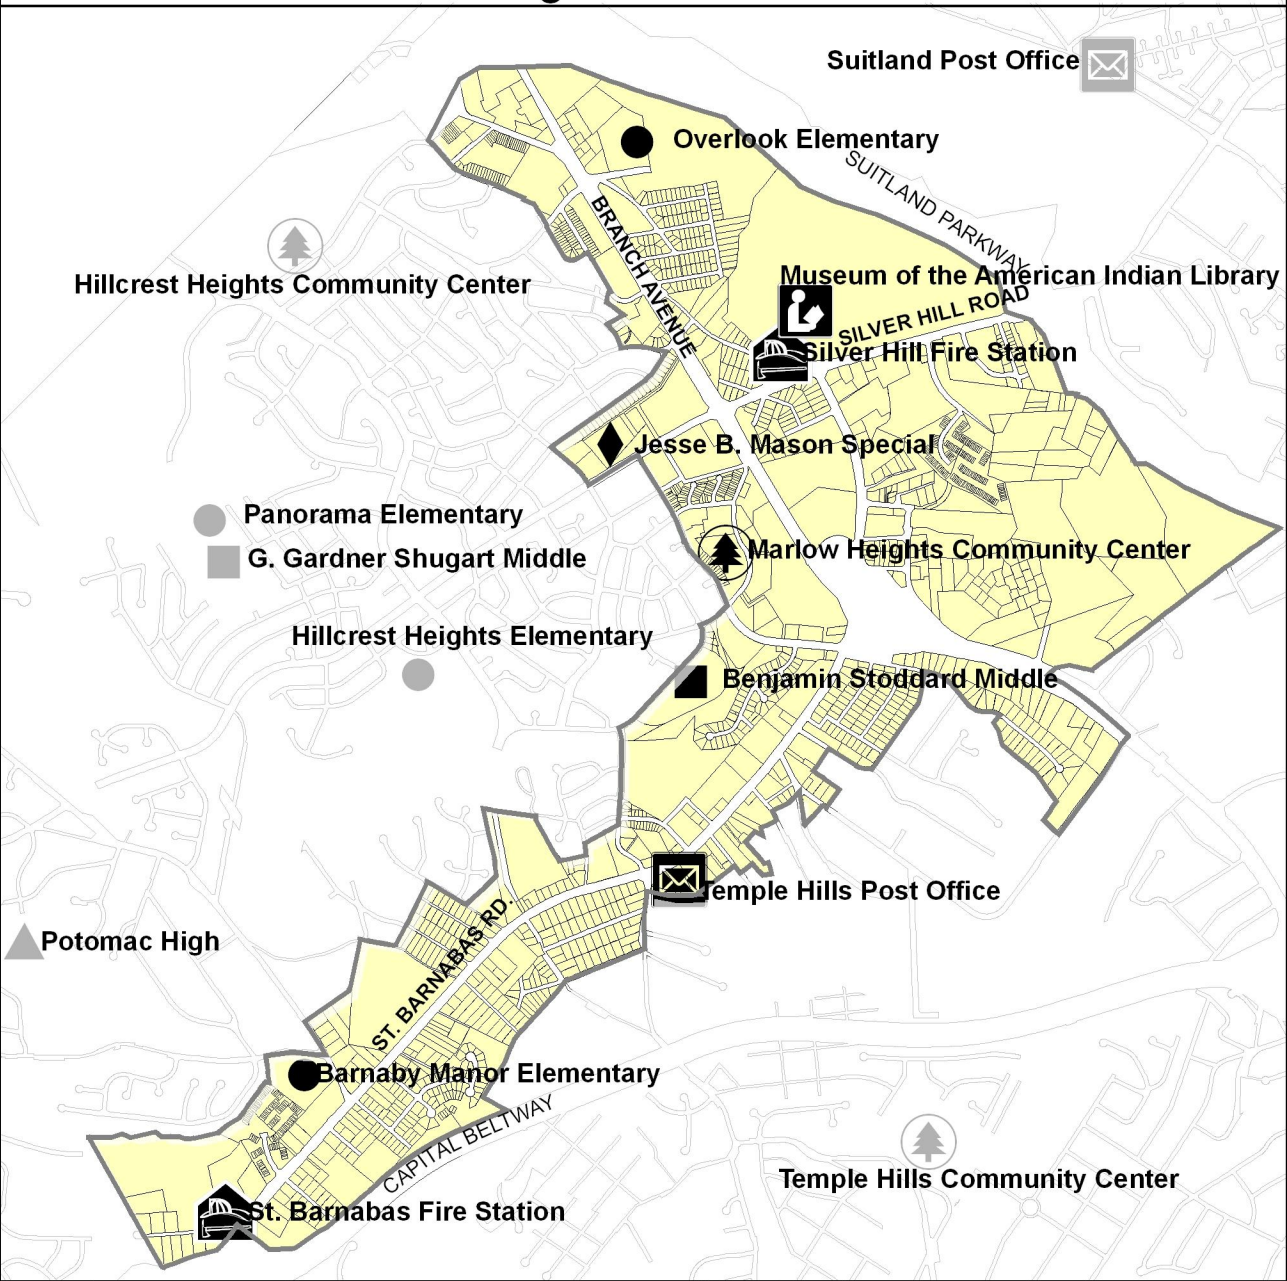 Suitland Post Office
Overlook Elementary
SUITLAND PARKWAY
BRANCH AVENUE
Hillcrest Heights Community Center
Museum of the American Indian Library
SILVER HILL ROAD
Silver Hill Fire Station
Jesse B. Mason Special
Panorama Elementary
Marlow Heights Community Center
G. Gardner Shugart Middle
Hillcrest Heights Elementary
Benjamin Stoddard Middle
Temple Hills Post Office
Potomac High
ST. BARNABAS RD.
Barnaby Manor Elementary
CAPITAL BELTWAY
Temple Hills Community Center
St. Barnabas Fire Station